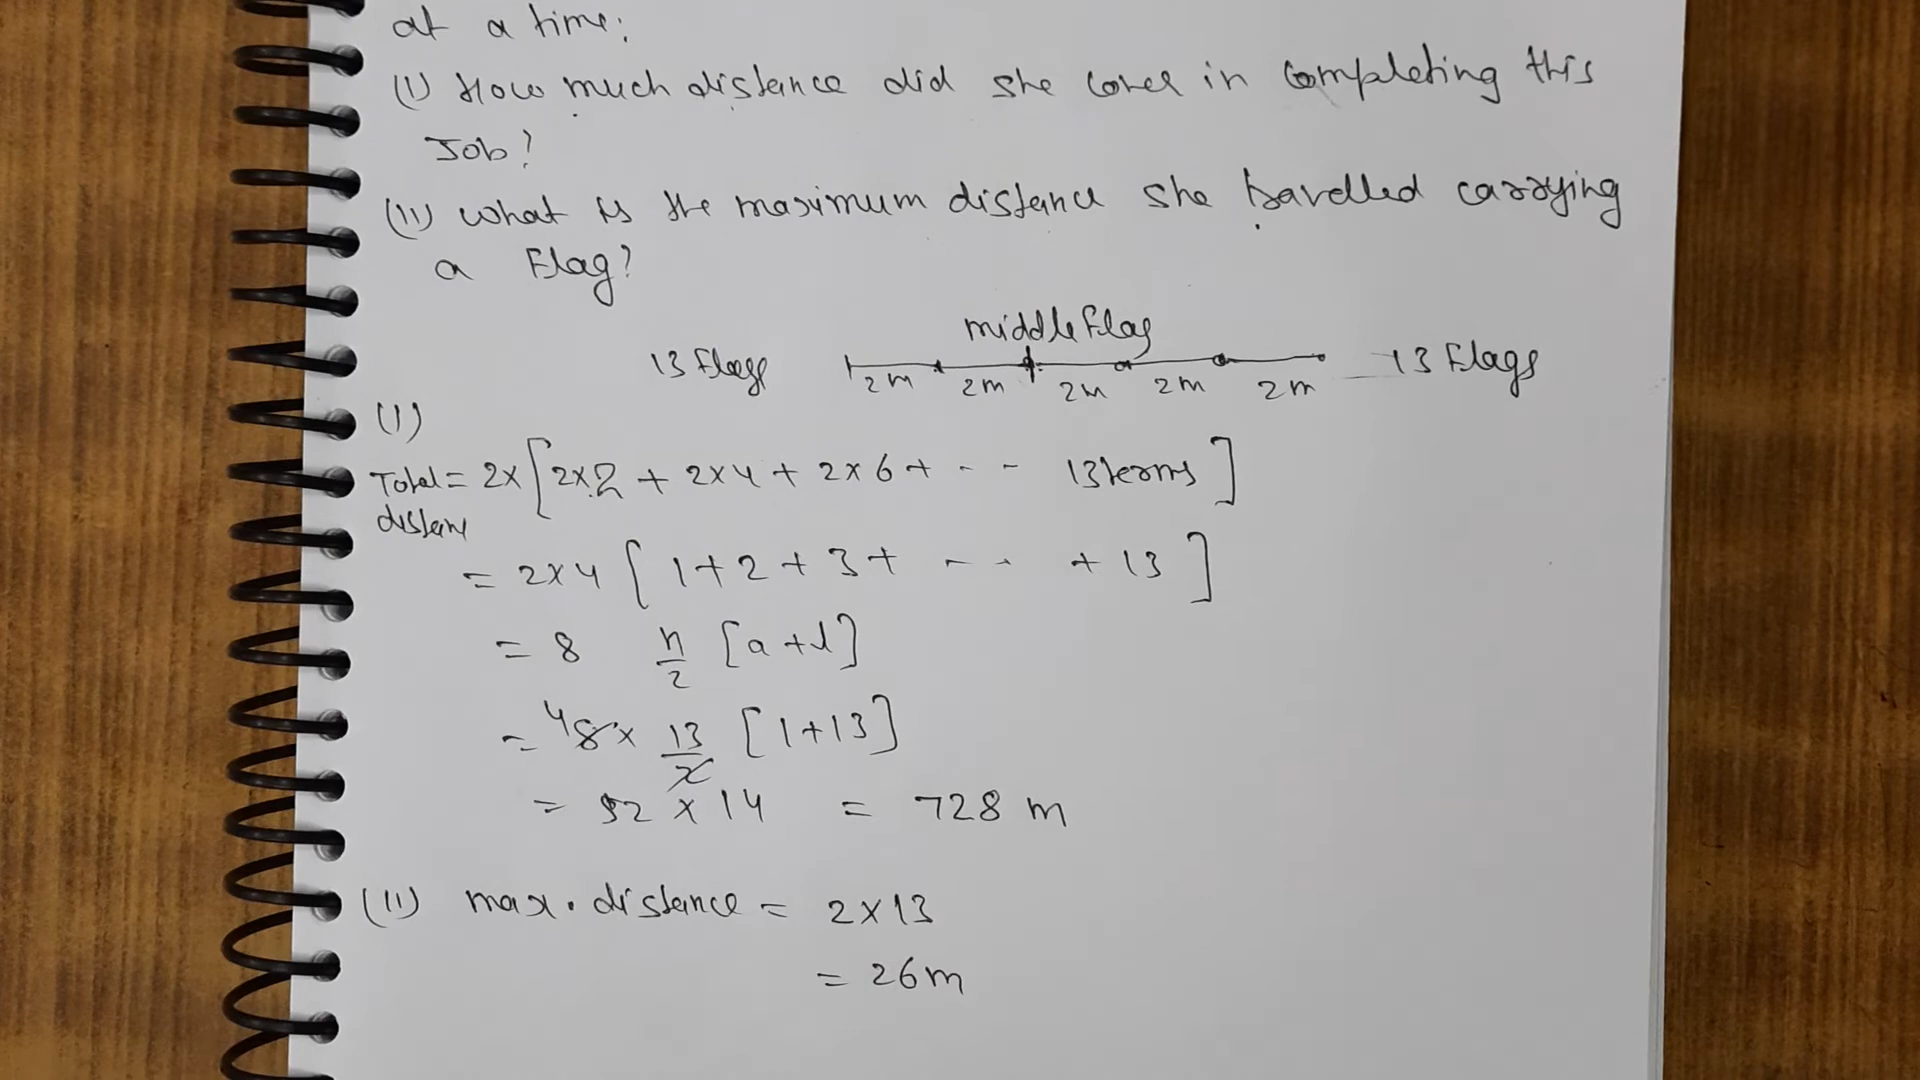 at a time:
(I) How much distance did she cover in completing this
Job?
(II) What is the maximum distance she travelled carrying
a Flag?
middle flag
13 Flags 2m 2m 2m 2m 2m 13 Flags
(I)
Total = 2x [2x2 + 2x4 + 2x6 + - - 13 terms]
distanc
= 2x4 [1+2+3+ - - +13]
= 8 n/2 [a+l]
= 4 8x 13/2 [1+13]
= 52 x 14 = 728 m
(II) max. distance = 2x13
= 26m